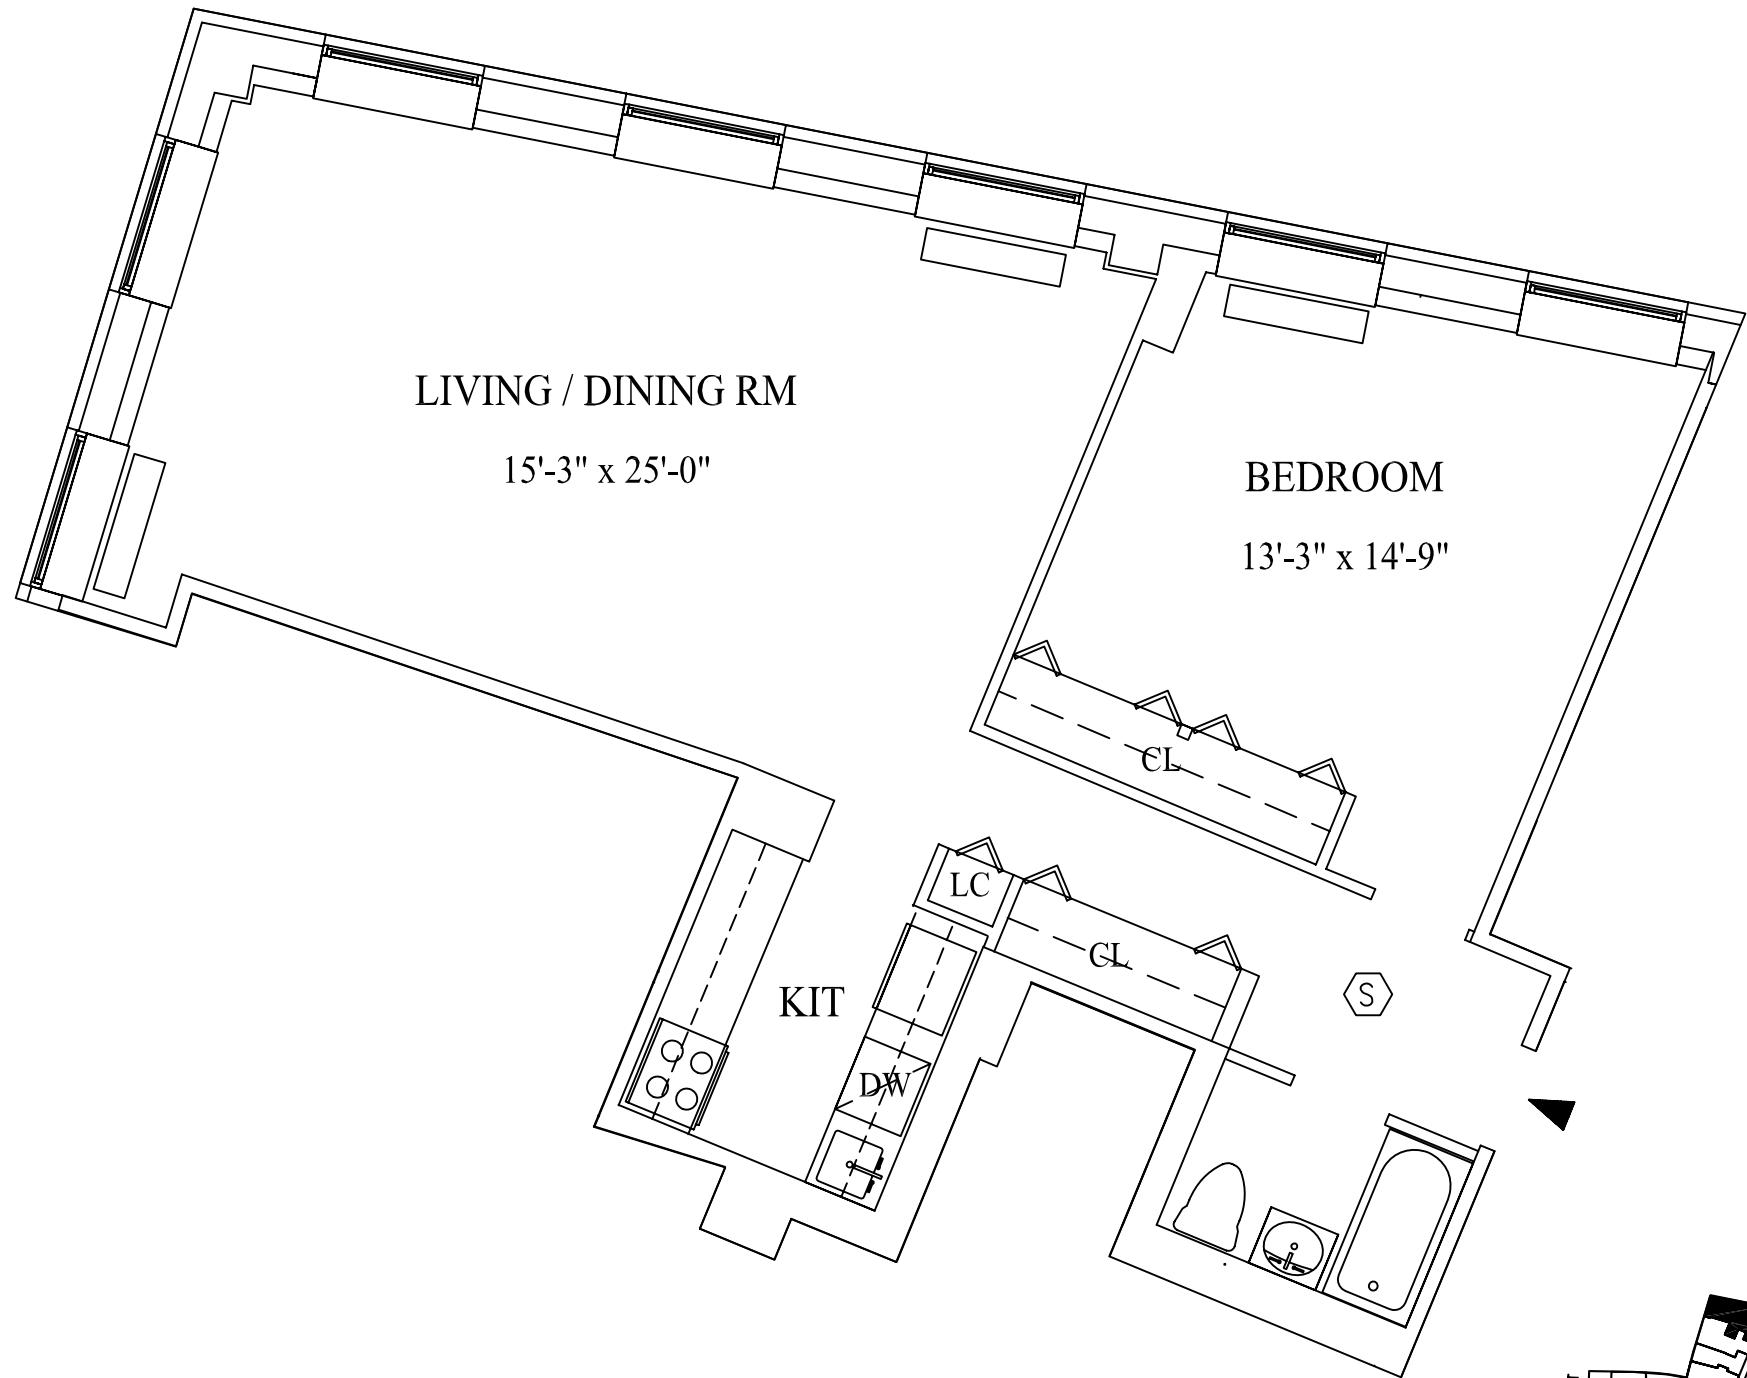 LIVING / DINING RM
15'-3" x 25'-0"
BEDROOM
13'-3" x 14'-9"
CL
LC
CL
KIT
S
DW